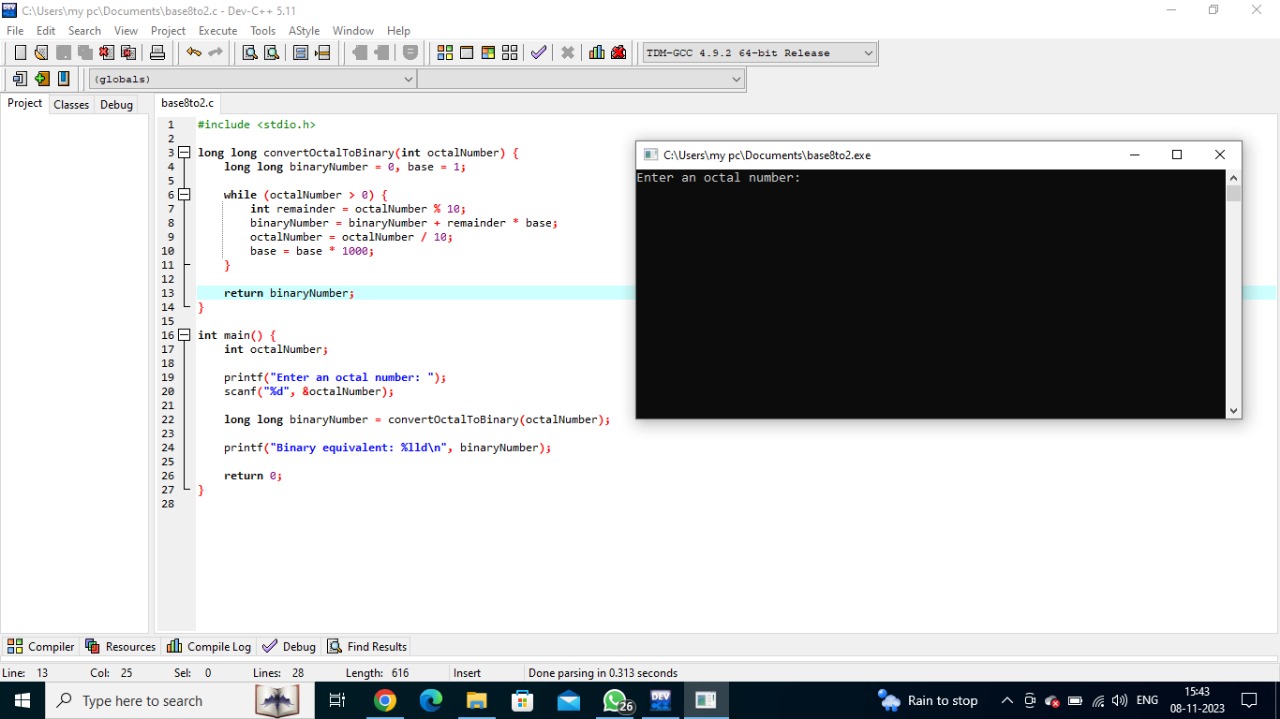 C:\Users\my pc\Documents\base8to2.c - Dev-C++ 5.11
File Edit Search View Project Execute Tools AStyle Window Help
TDM-GCC 4.9.2 64-bit Release
(globals)
Project Classes Debug
base8to2.c
1 #include <stdio.h>
2
3 long long convertOctalToBinary(int octalNumber) {
4 long long binaryNumber = 0, base = 1;
5
6 while (octalNumber > 0) {
7 int remainder = octalNumber % 10;
8 binaryNumber = binaryNumber + remainder * base;
9 octalNumber = octalNumber / 10;
10 base = base * 1000;
11 }
12
13 return binaryNumber;
14 }
15
16 int main() {
17 int octalNumber;
18
19 printf("Enter an octal number: ");
20 scanf("%d", &octalNumber);
21
22 long long binaryNumber = convertOctalToBinary(octalNumber);
23
24 printf("Binary equivalent: %lld\n", binaryNumber);
25
26 return 0;
27 }
28
C:\Users\my pc\Documents\base8to2.exe
Enter an octal number:
Compiler Resources Compile Log Debug Find Results
Line: 13 Col: 25 Sel: 0 Lines: 28 Length: 616 Insert Done parsing in 0.313 seconds
Type here to search
26
DEV
Rain to stop
ENG
15:43
08-11-2023